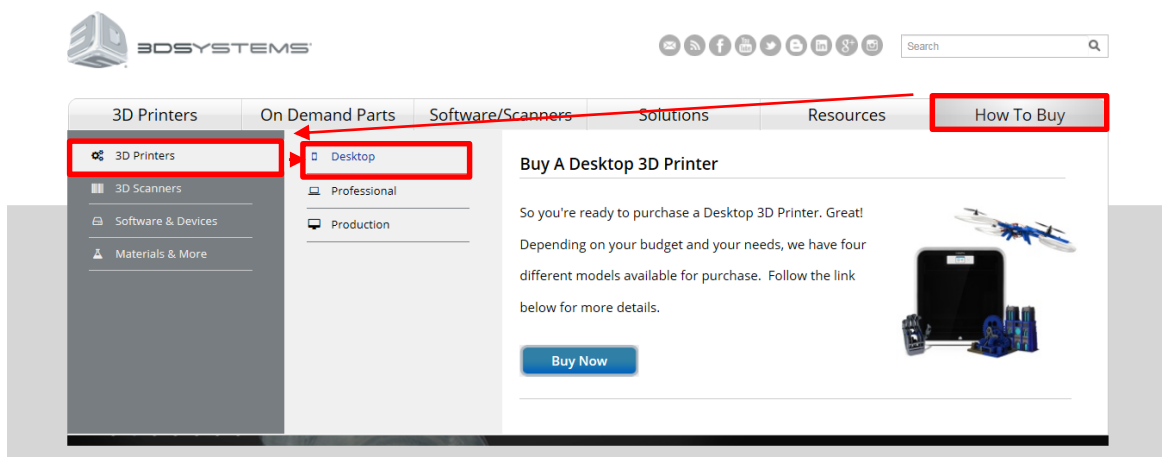 3DSYSTEMS
Search
3D Printers
On Demand Parts
Software/Scanners
Solutions
Resources
How To Buy
3D Printers
3D Scanners
Software & Devices
Materials & More
Desktop
Professional
Production
Buy A Desktop 3D Printer
So you're ready to purchase a Desktop 3D Printer. Great!
Depending on your budget and your needs, we have four
different models available for purchase. Follow the link
below for more details.
Buy Now